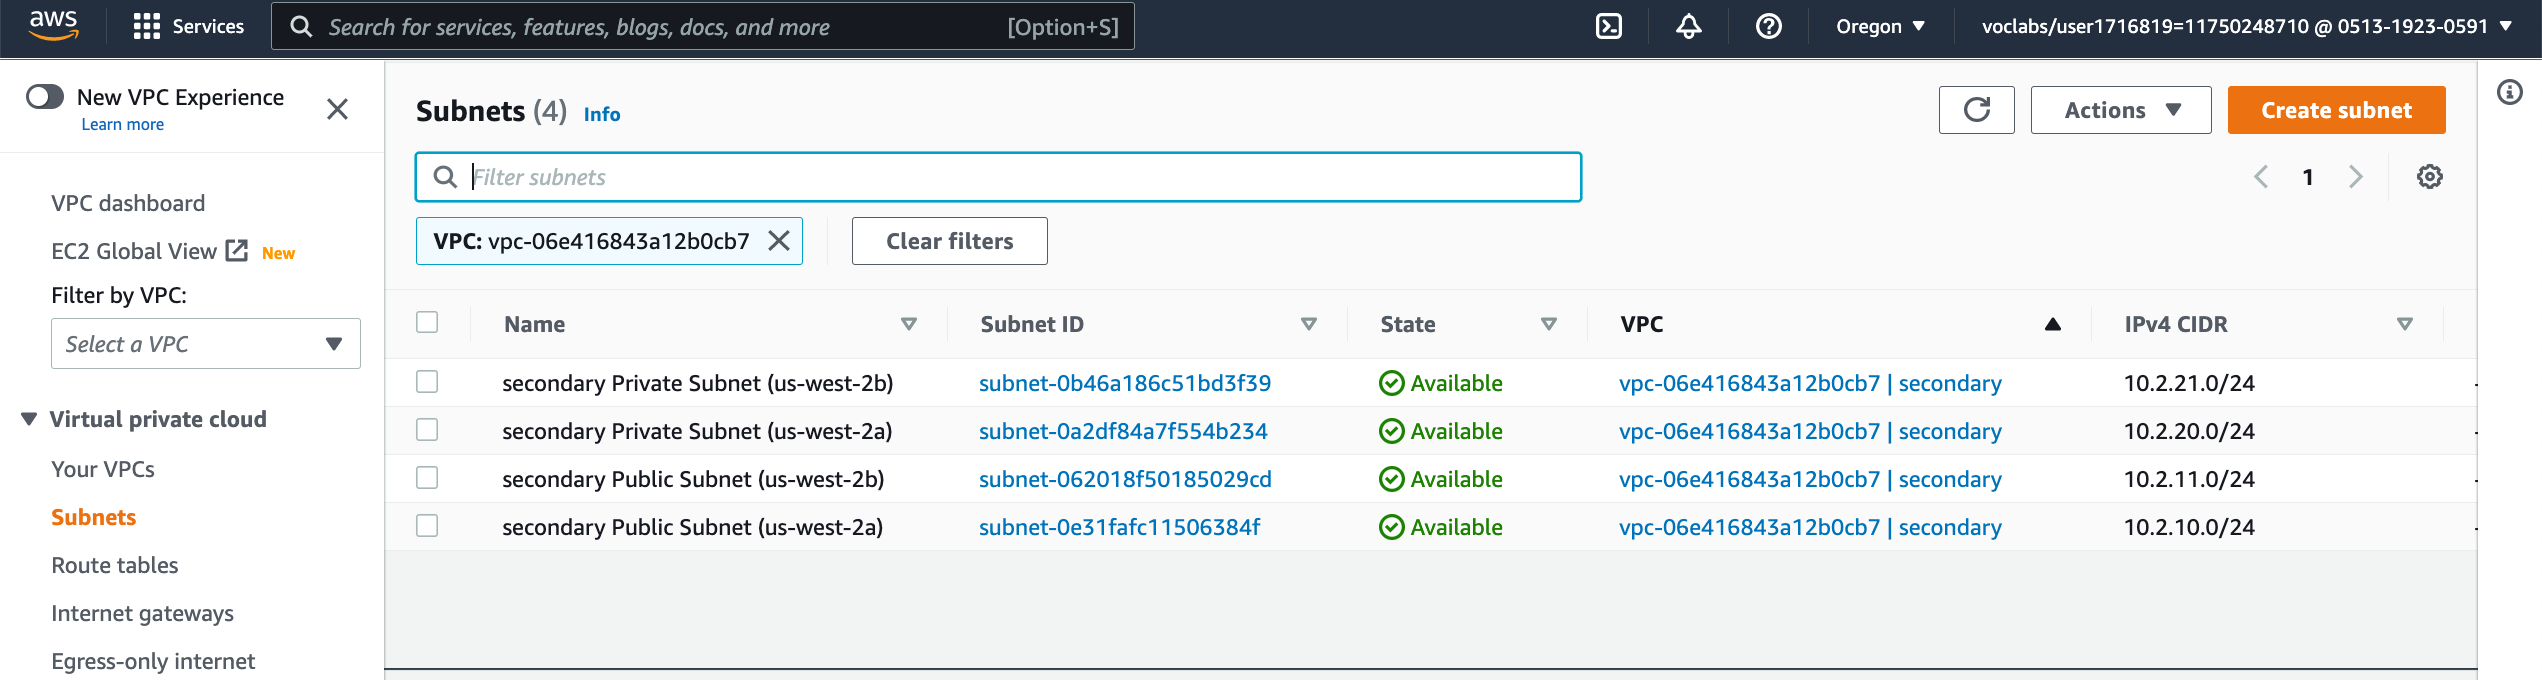 aws Services Search for services, features, blogs, docs, and more [Option+S] Oregon voclabs/user1716819=11750248710 @ 0513-1923-0591
New VPC Experience
Learn more
VPC dashboard
EC2 Global View New
Filter by VPC:
Select a VPC
Virtual private cloud
Your VPCs
Subnets
Route tables
Internet gateways
Egress-only internet
Subnets (4) Info
Actions
Create subnet
Filter subnets
1
VPC: vpc-06e416843a12b0cb7
Clear filters
Name Subnet ID State VPC IPv4 CIDR
secondary Private Subnet (us-west-2b) subnet-0b46a186c51bd3f39 Available vpc-06e416843a12b0cb7 | secondary 10.2.21.0/24
secondary Private Subnet (us-west-2a) subnet-0a2df84a7f554b234 Available vpc-06e416843a12b0cb7 | secondary 10.2.20.0/24
secondary Public Subnet (us-west-2b) subnet-062018f50185029cd Available vpc-06e416843a12b0cb7 | secondary 10.2.11.0/24
secondary Public Subnet (us-west-2a) subnet-0e31fafc11506384f Available vpc-06e416843a12b0cb7 | secondary 10.2.10.0/24